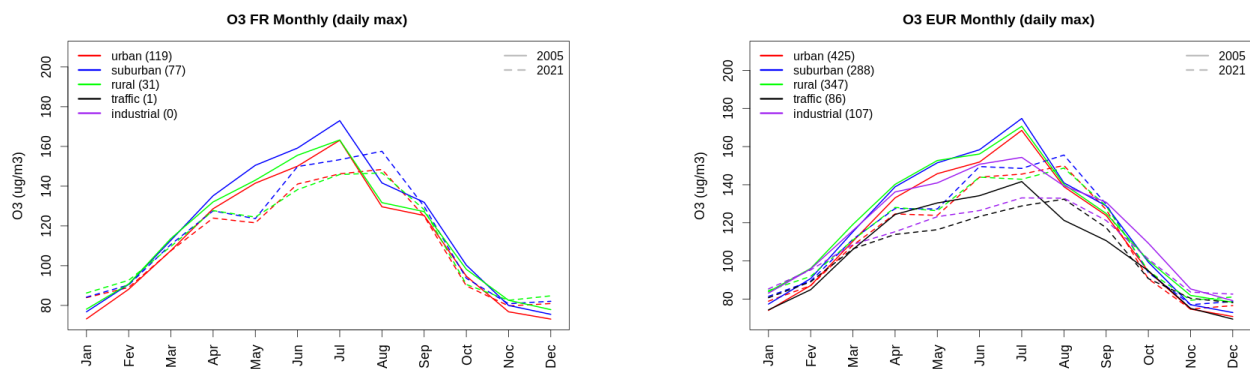 O3 FR Monthly (daily max)
O3 (ug/m3)
200
180
160
140
120
100
80
urban (119)
suburban (77)
rural (31)
traffic (1)
industrial (0)
2005
2021
Jan Fev Mar Apr May Jun Jul Aug Sep Oct Noc Dec
O3 EUR Monthly (daily max)
O3 (ug/m3)
200
180
160
140
120
100
80
urban (425)
suburban (288)
rural (347)
traffic (86)
industrial (107)
2005
2021
Jan Fev Mar Apr May Jun Jul Aug Sep Oct Noc Dec